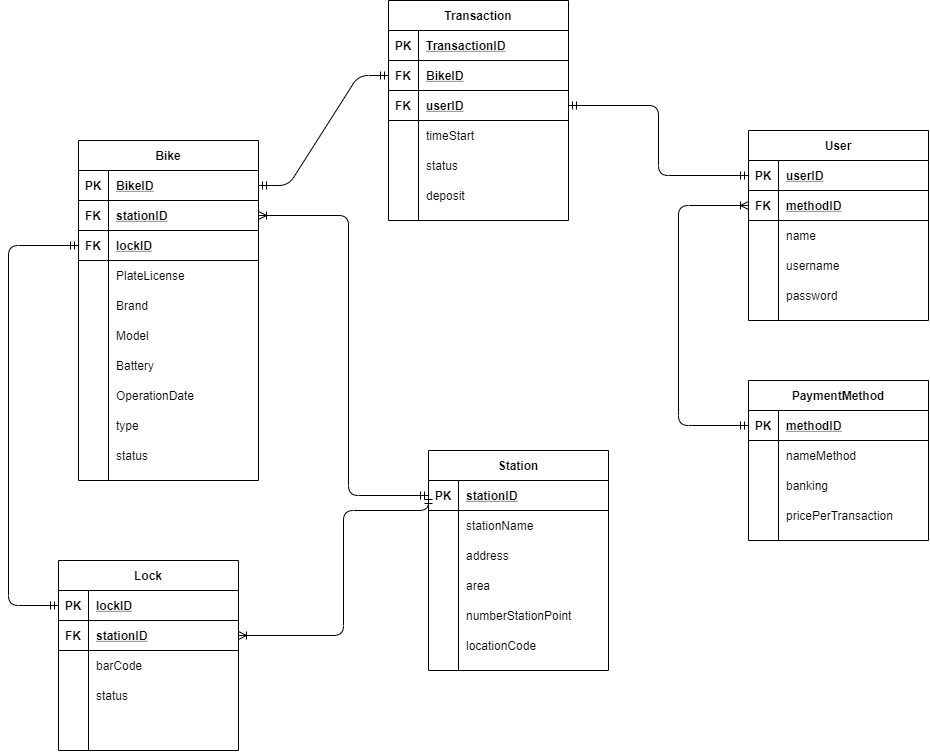 Transaction
PK TransactionID
FK BikeID
FK userID
timeStart
status
deposit
Bike
PK BikeID
FK stationID
FK lockID
PlateLicense
Brand
Model
Battery
OperationDate
type
status
User
PK userID
FK methodID
name
username
password
PaymentMethod
PK methodID
nameMethod
banking
pricePerTransaction
Station
PK stationID
stationName
address
area
numberStationPoint
locationCode
Lock
PK lockID
FK stationID
barCode
status